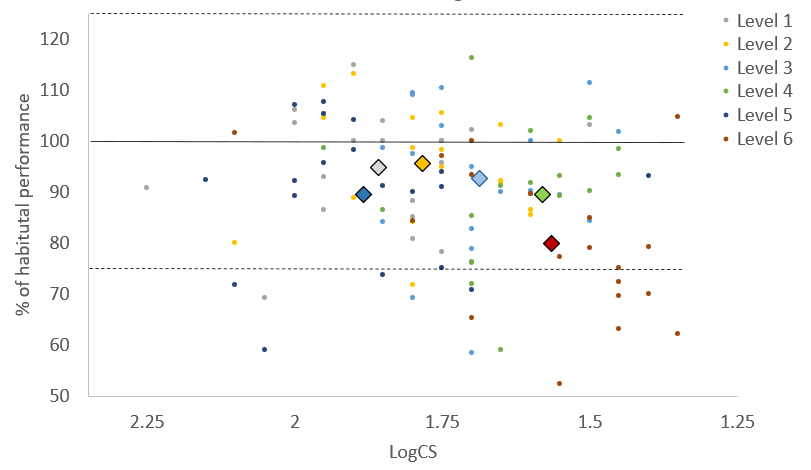 120
110
100
90
80
70
60
50
% of habitutal performance
2.25 2 1.75 1.5 1.25
LogCS
Level 1
Level 2
Level 3
Level 4
Level 5
Level 6